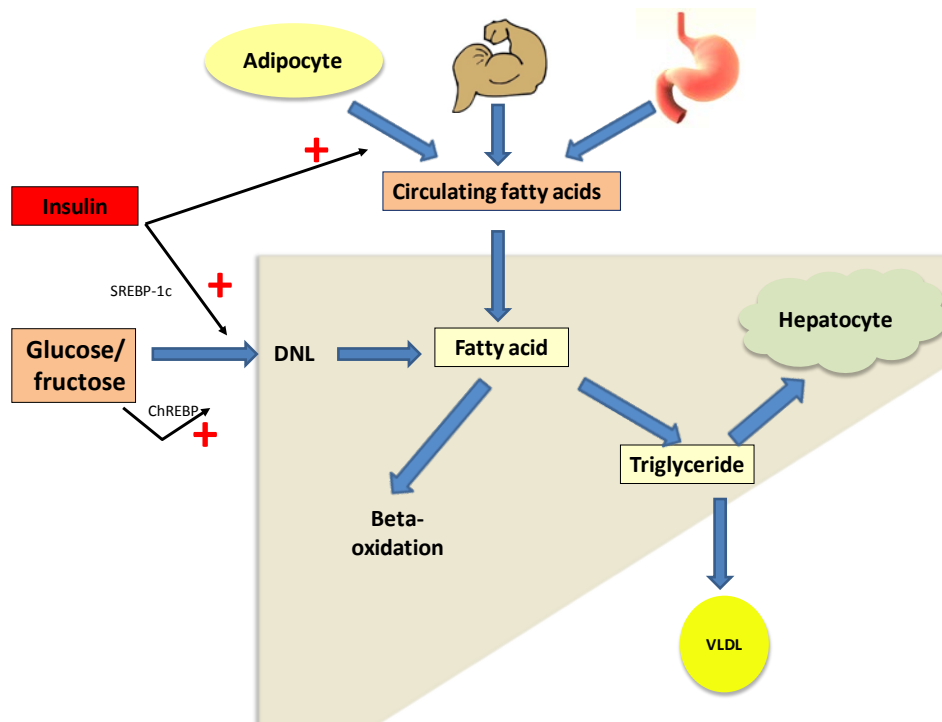 Adipocyte
+
Circulating fatty acids
Insulin
+
SREBP-1c
Hepatocyte
Glucose/
fructose
DNL
Fatty acid
ChREBP
+
Triglyceride
Beta-
oxidation
VLDL